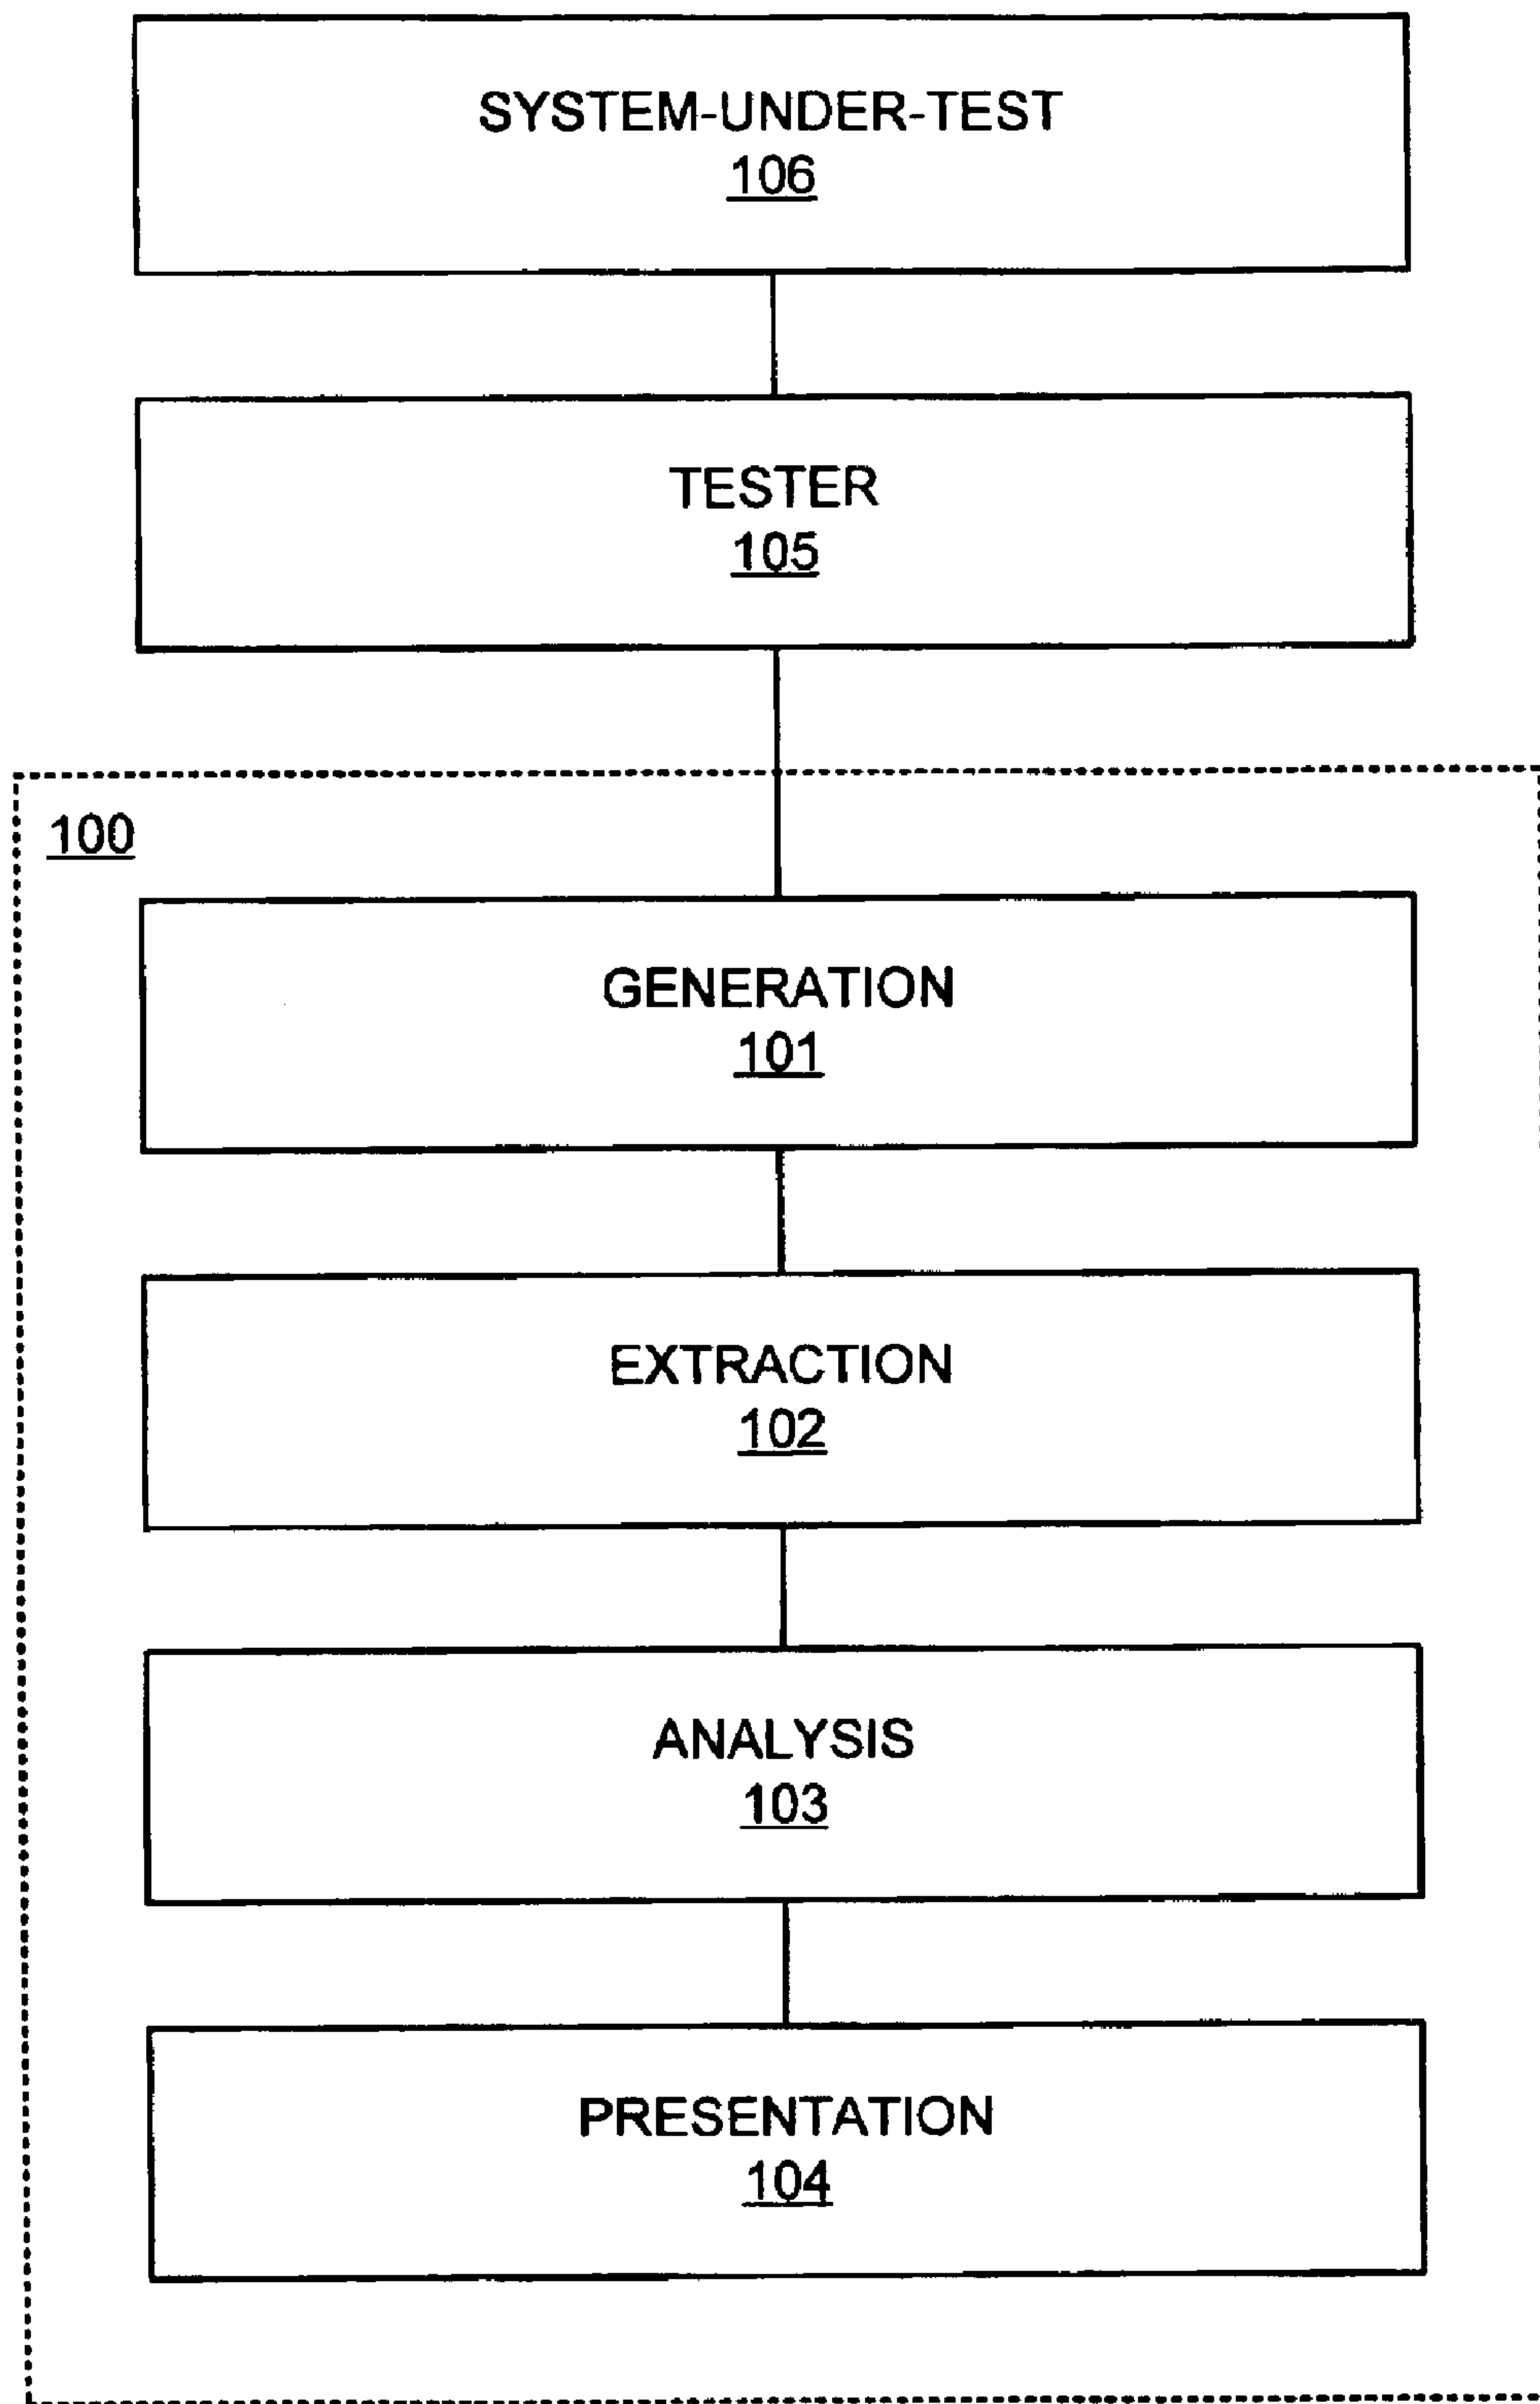 SYSTEM-UNDER-TEST
106
TESTER
105
100
GENERATION
101
EXTRACTION
102
ANALYSIS
103
PRESENTATION
104